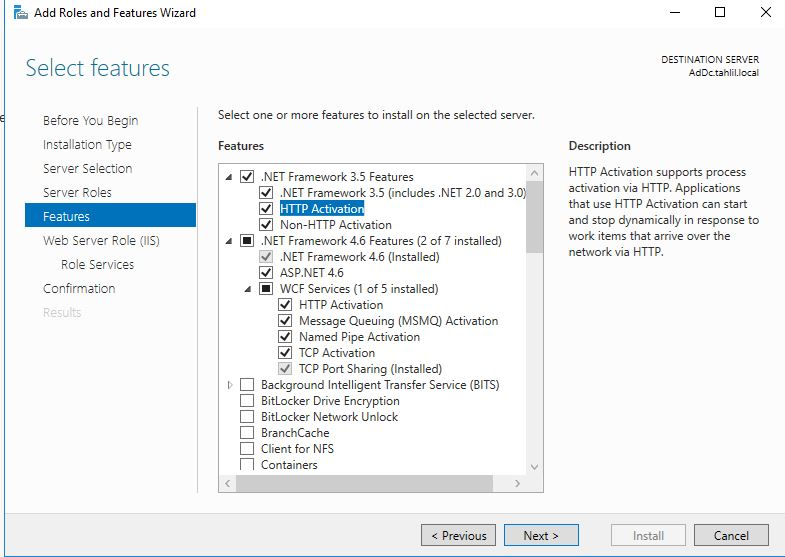 Add Roles and Features Wizard
Select features
DESTINATION SERVER
AdDc.tahlil.local
Before You Begin
Installation Type
Server Selection
Server Roles
Features
Web Server Role (IIS)
Role Services
Confirmation
Results
Select one or more features to install on the selected server.
Features
.NET Framework 3.5 Features
.NET Framework 3.5 (includes .NET 2.0 and 3.0)
HTTP Activation
Non-HTTP Activation
.NET Framework 4.6 Features (2 of 7 installed)
.NET Framework 4.6 (Installed)
ASP.NET 4.6
WCF Services (1 of 5 installed)
HTTP Activation
Message Queuing (MSMQ) Activation
Named Pipe Activation
TCP Activation
TCP Port Sharing (Installed)
Background Intelligent Transfer Service (BITS)
BitLocker Drive Encryption
BitLocker Network Unlock
BranchCache
Client for NFS
Containers
Description
HTTP Activation supports process
activation via HTTP. Applications
that use HTTP Activation can start
and stop dynamically in response to
work items that arrive over the
network via HTTP.
< Previous
Next >
Install
Cancel